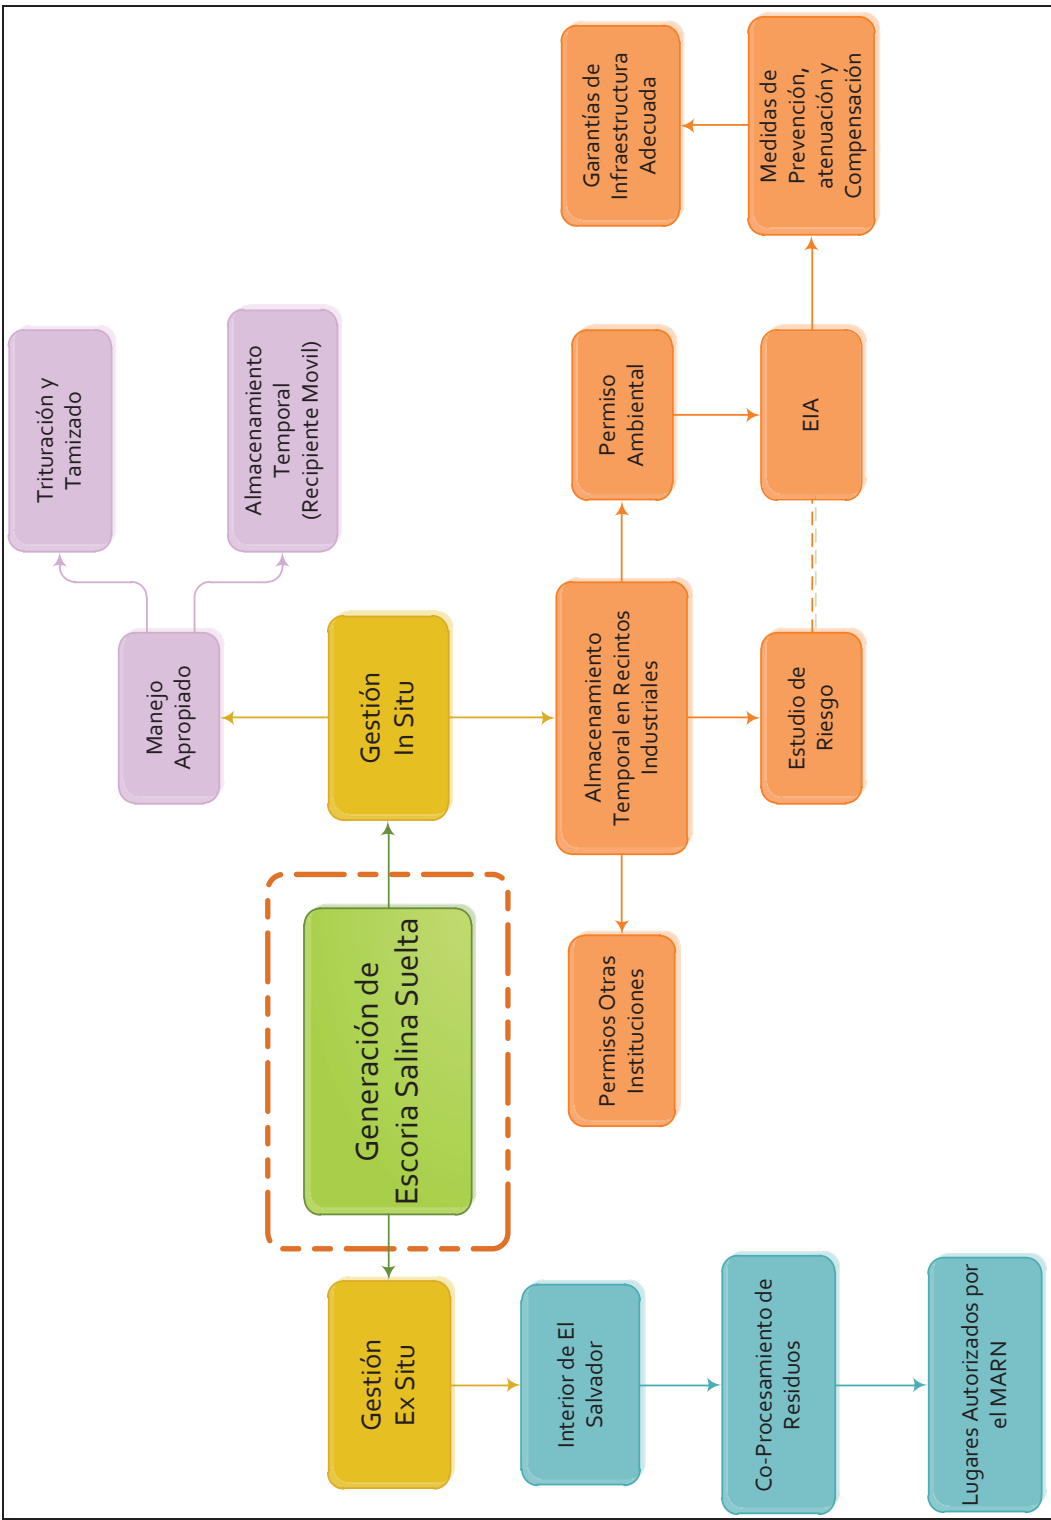 Trituración y
Tamizado
Almacenamiento
Temporal
(Recipiente Movil)
Manejo
Apropiado
Gestión
Ex Situ
Generación de
Escoria Salina Suelta
Gestión
In Situ
Interior de El
Salvador
Co-Procesamiento de
Residuos
Lugares Autorizados por
el MARN
Permisos Otras
Instituciones
Almacenamiento
Temporal en Recintos
Industriales
Permiso
Ambiental
Garantías de
Infraestructura
Adecuada
Estudio de
Riesgo
EIA
Medidas de
Prevención,
atenuación y
Compensación